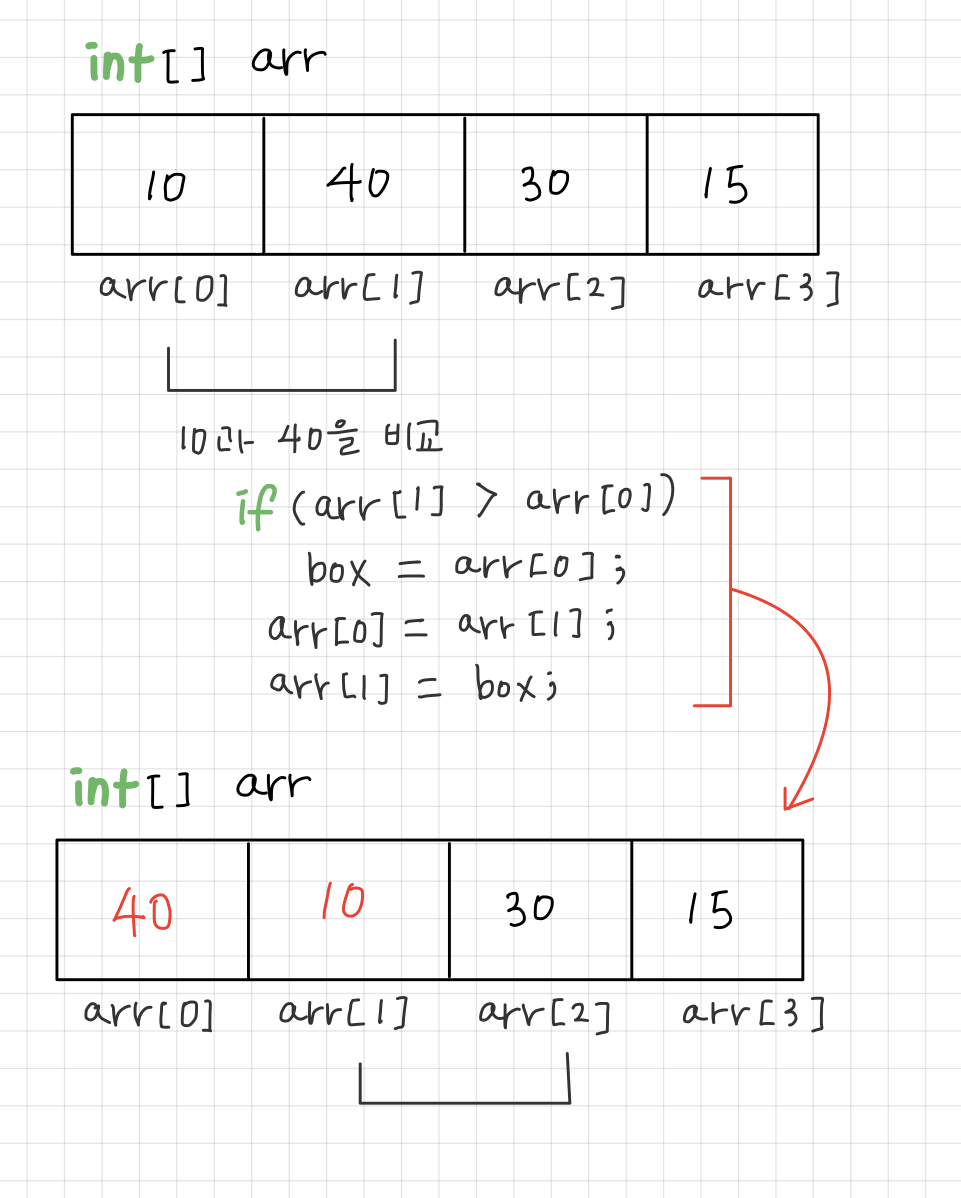 int[] arr
10 40 30 15
arr[0] arr[1] arr[2] arr[3]
10과 40을 비교
if(arr[1] > arr[0])
box = arr[0];
arr[0] = arr[1];
arr[1] = box;
int[] arr
40 10 30 15
arr[0] arr[1] arr[2] arr[3]